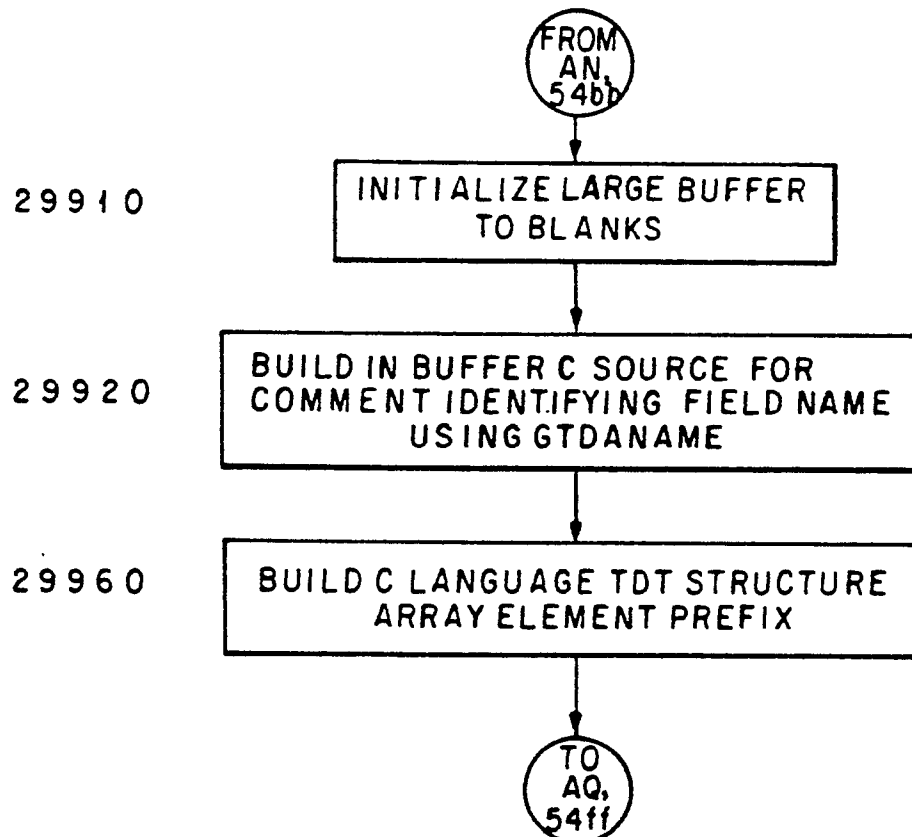 FROM
AN,
54bb
29910
INITIALIZE LARGE BUFFER
TO BLANKS
29920
BUILD IN BUFFER C SOURCE FOR
COMMENT IDENTIFYING FIELD NAME
USING GTDANAME
29960
BUILD C LANGUAGE TDT STRUCTURE
ARRAY ELEMENT PREFIX
TO
AQ,
54ff